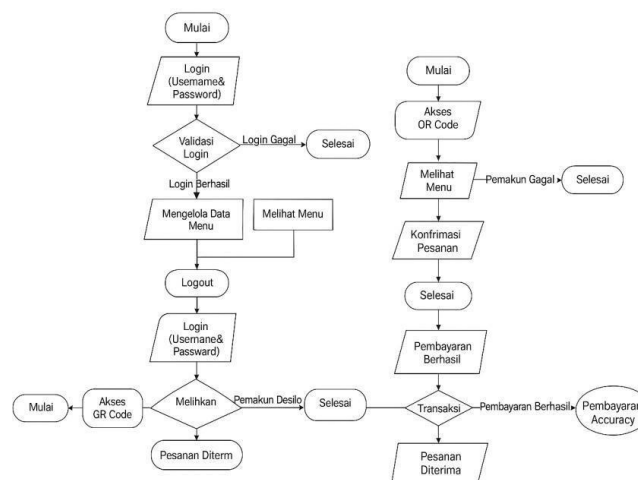 Mulai
Login
(Usemame&
Password)
Validasi
Login
Login Gagal
Selesai
Login Berhasil
Mengelola Data
Menu
Melihat Menu
Logout
Login
(Usernane&
Passward)
Mulai
Akses
GR Code
Melihkan
Pemakun Desilo
Selesai
Pesanan Diterm
Mulai
Akses
OR Code
Melihat
Menu
Pemakun Gagal
Selesai
Konfrimasi
Pesanan
Selesai
Pembayaran
Berhasil
Transaksi
Pembayaran Berhasil
Pembayaran
Accuracy
Pesanan
Diterima